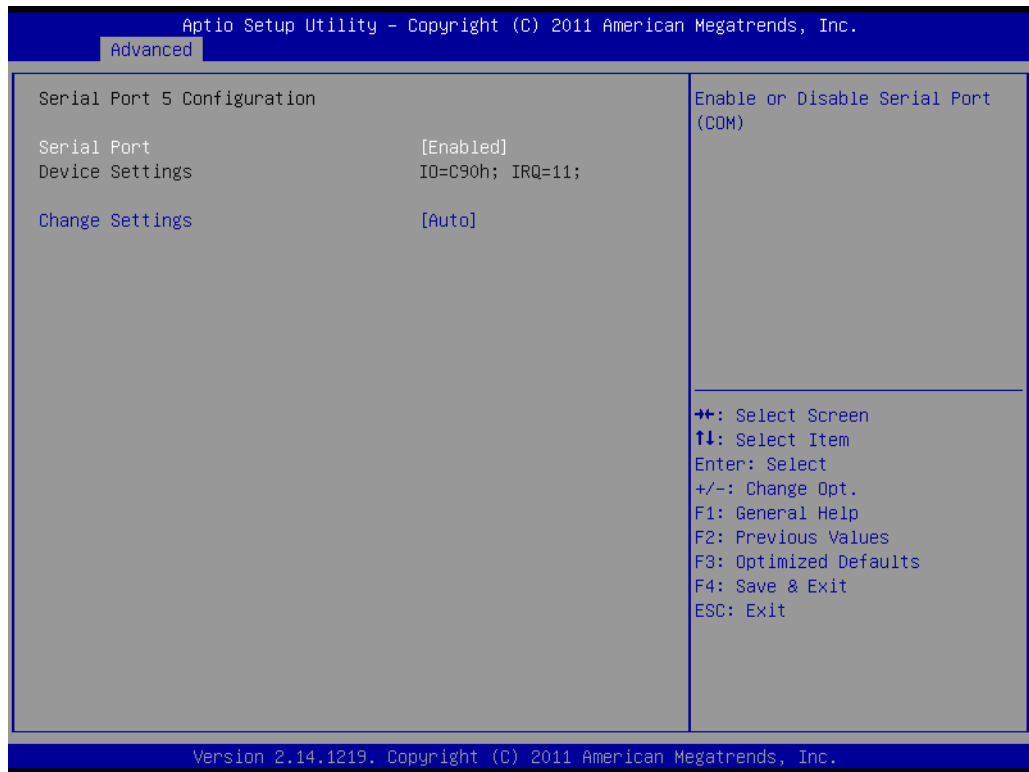 Aptio Setup Utility – Copyright (C) 2011 American Megatrends, Inc.
Advanced
Serial Port 5 Configuration
Serial Port [Enabled]
Device Settings IO=C90h; IRQ=11;
Change Settings [Auto]
Enable or Disable Serial Port
(COM)
→←: Select Screen
↑↓: Select Item
Enter: Select
+/-: Change Opt.
F1: General Help
F2: Previous Values
F3: Optimized Defaults
F4: Save & Exit
ESC: Exit
Version 2.14.1219. Copyright (C) 2011 American Megatrends, Inc.